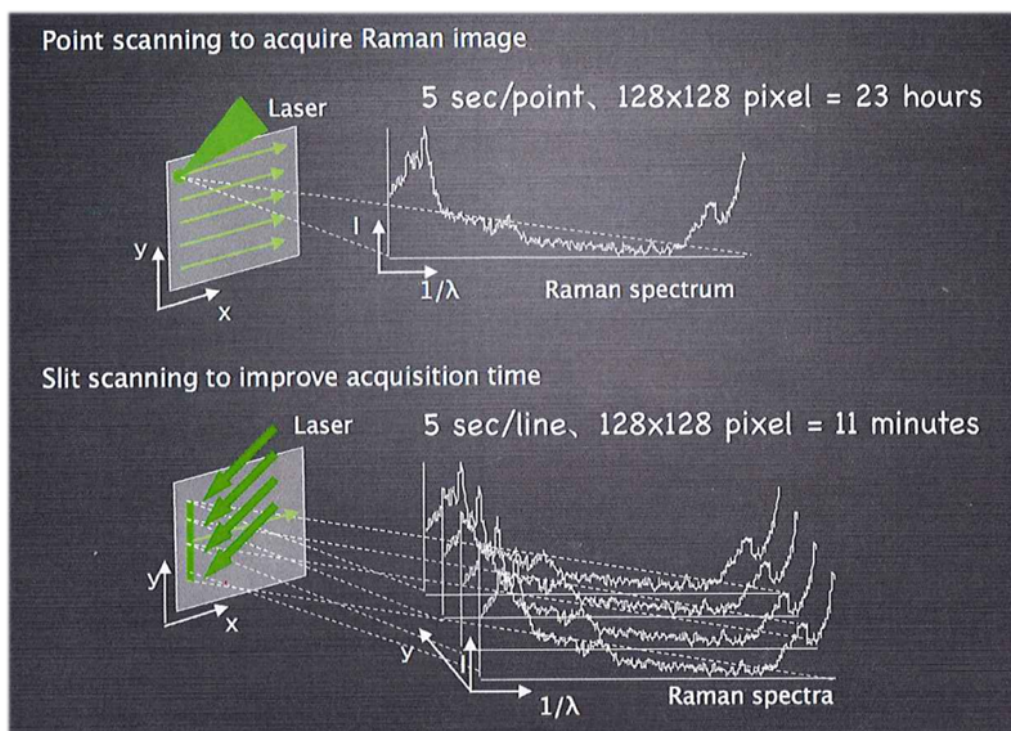 Point scanning to acquire Raman image
Laser
5 sec/point、128x128 pixel = 23 hours
I
y
1/λ
Raman spectrum
x
Slit scanning to improve acquisition time
Laser
5 sec/line、128x128 pixel = 11 minutes
y
x
y
I
1/λ
Raman spectra